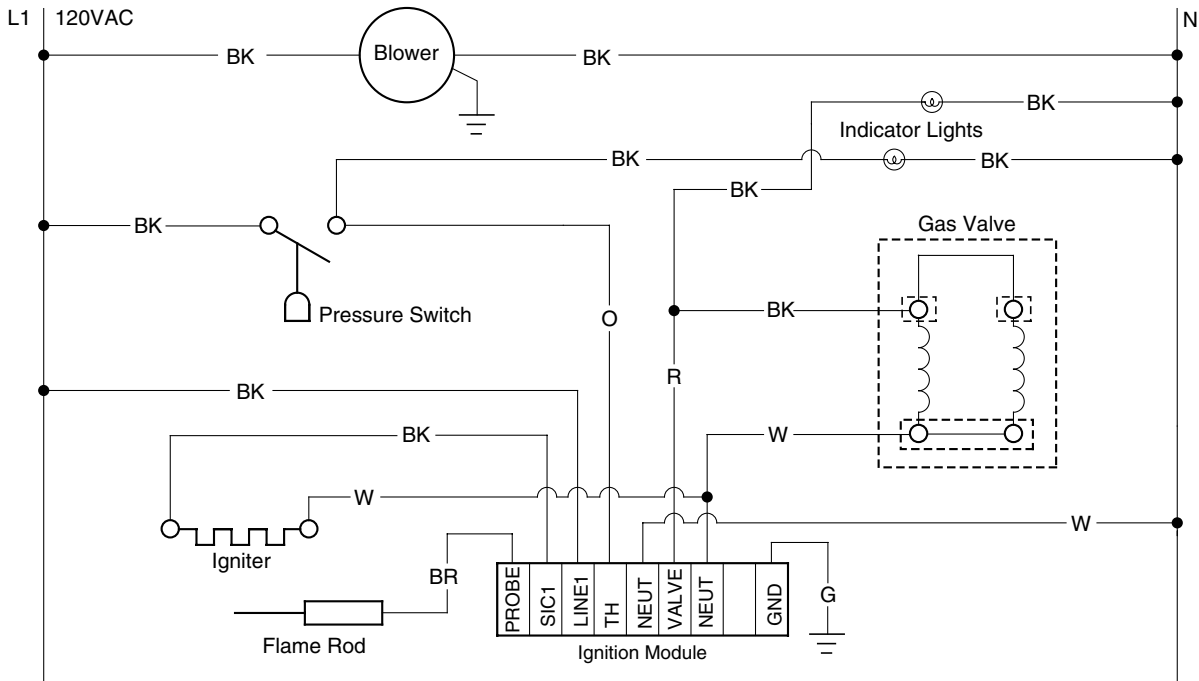 L1 120VAC N
BK Blower BK
BK
Indicator Lights
BK BK
BK
BK
Gas Valve
Pressure Switch
BK
O
R
BK
BK
W
W
W
Igniter
BR
PROBE
SIC1
LINE1
TH
NEUT
VALVE
NEUT
GND
G
Flame Rod
Ignition Module